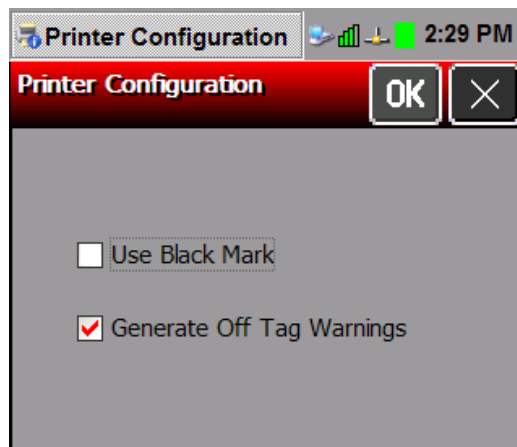 Printer Configuration 2:29 PM
Printer Configuration OK
Use Black Mark
Generate Off Tag Warnings